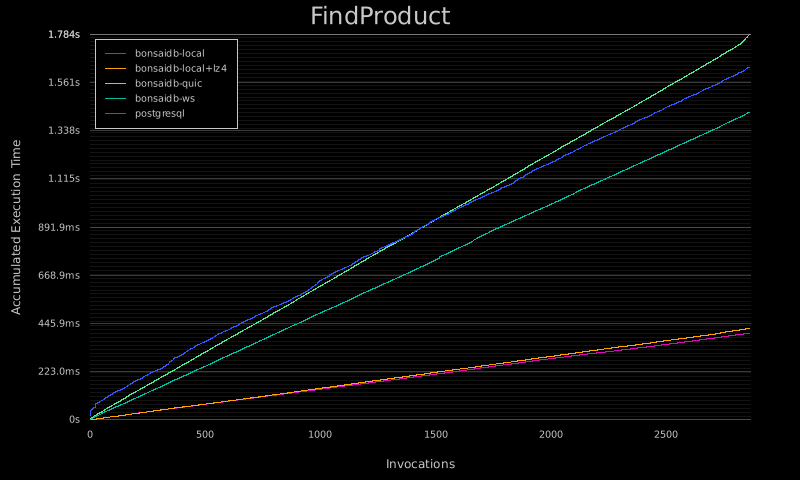 FindProduct
1.784s
1.561s
1.338s
1.115s
891.9ms
668.9ms
445.9ms
223.0ms
0s
bonsaidb-local
bonsaidb-local+lz4
bonsaidb-quic
bonsaidb-ws
postgresql
Accumulated Execution Time
0 500 1000 1500 2000 2500
Invocations